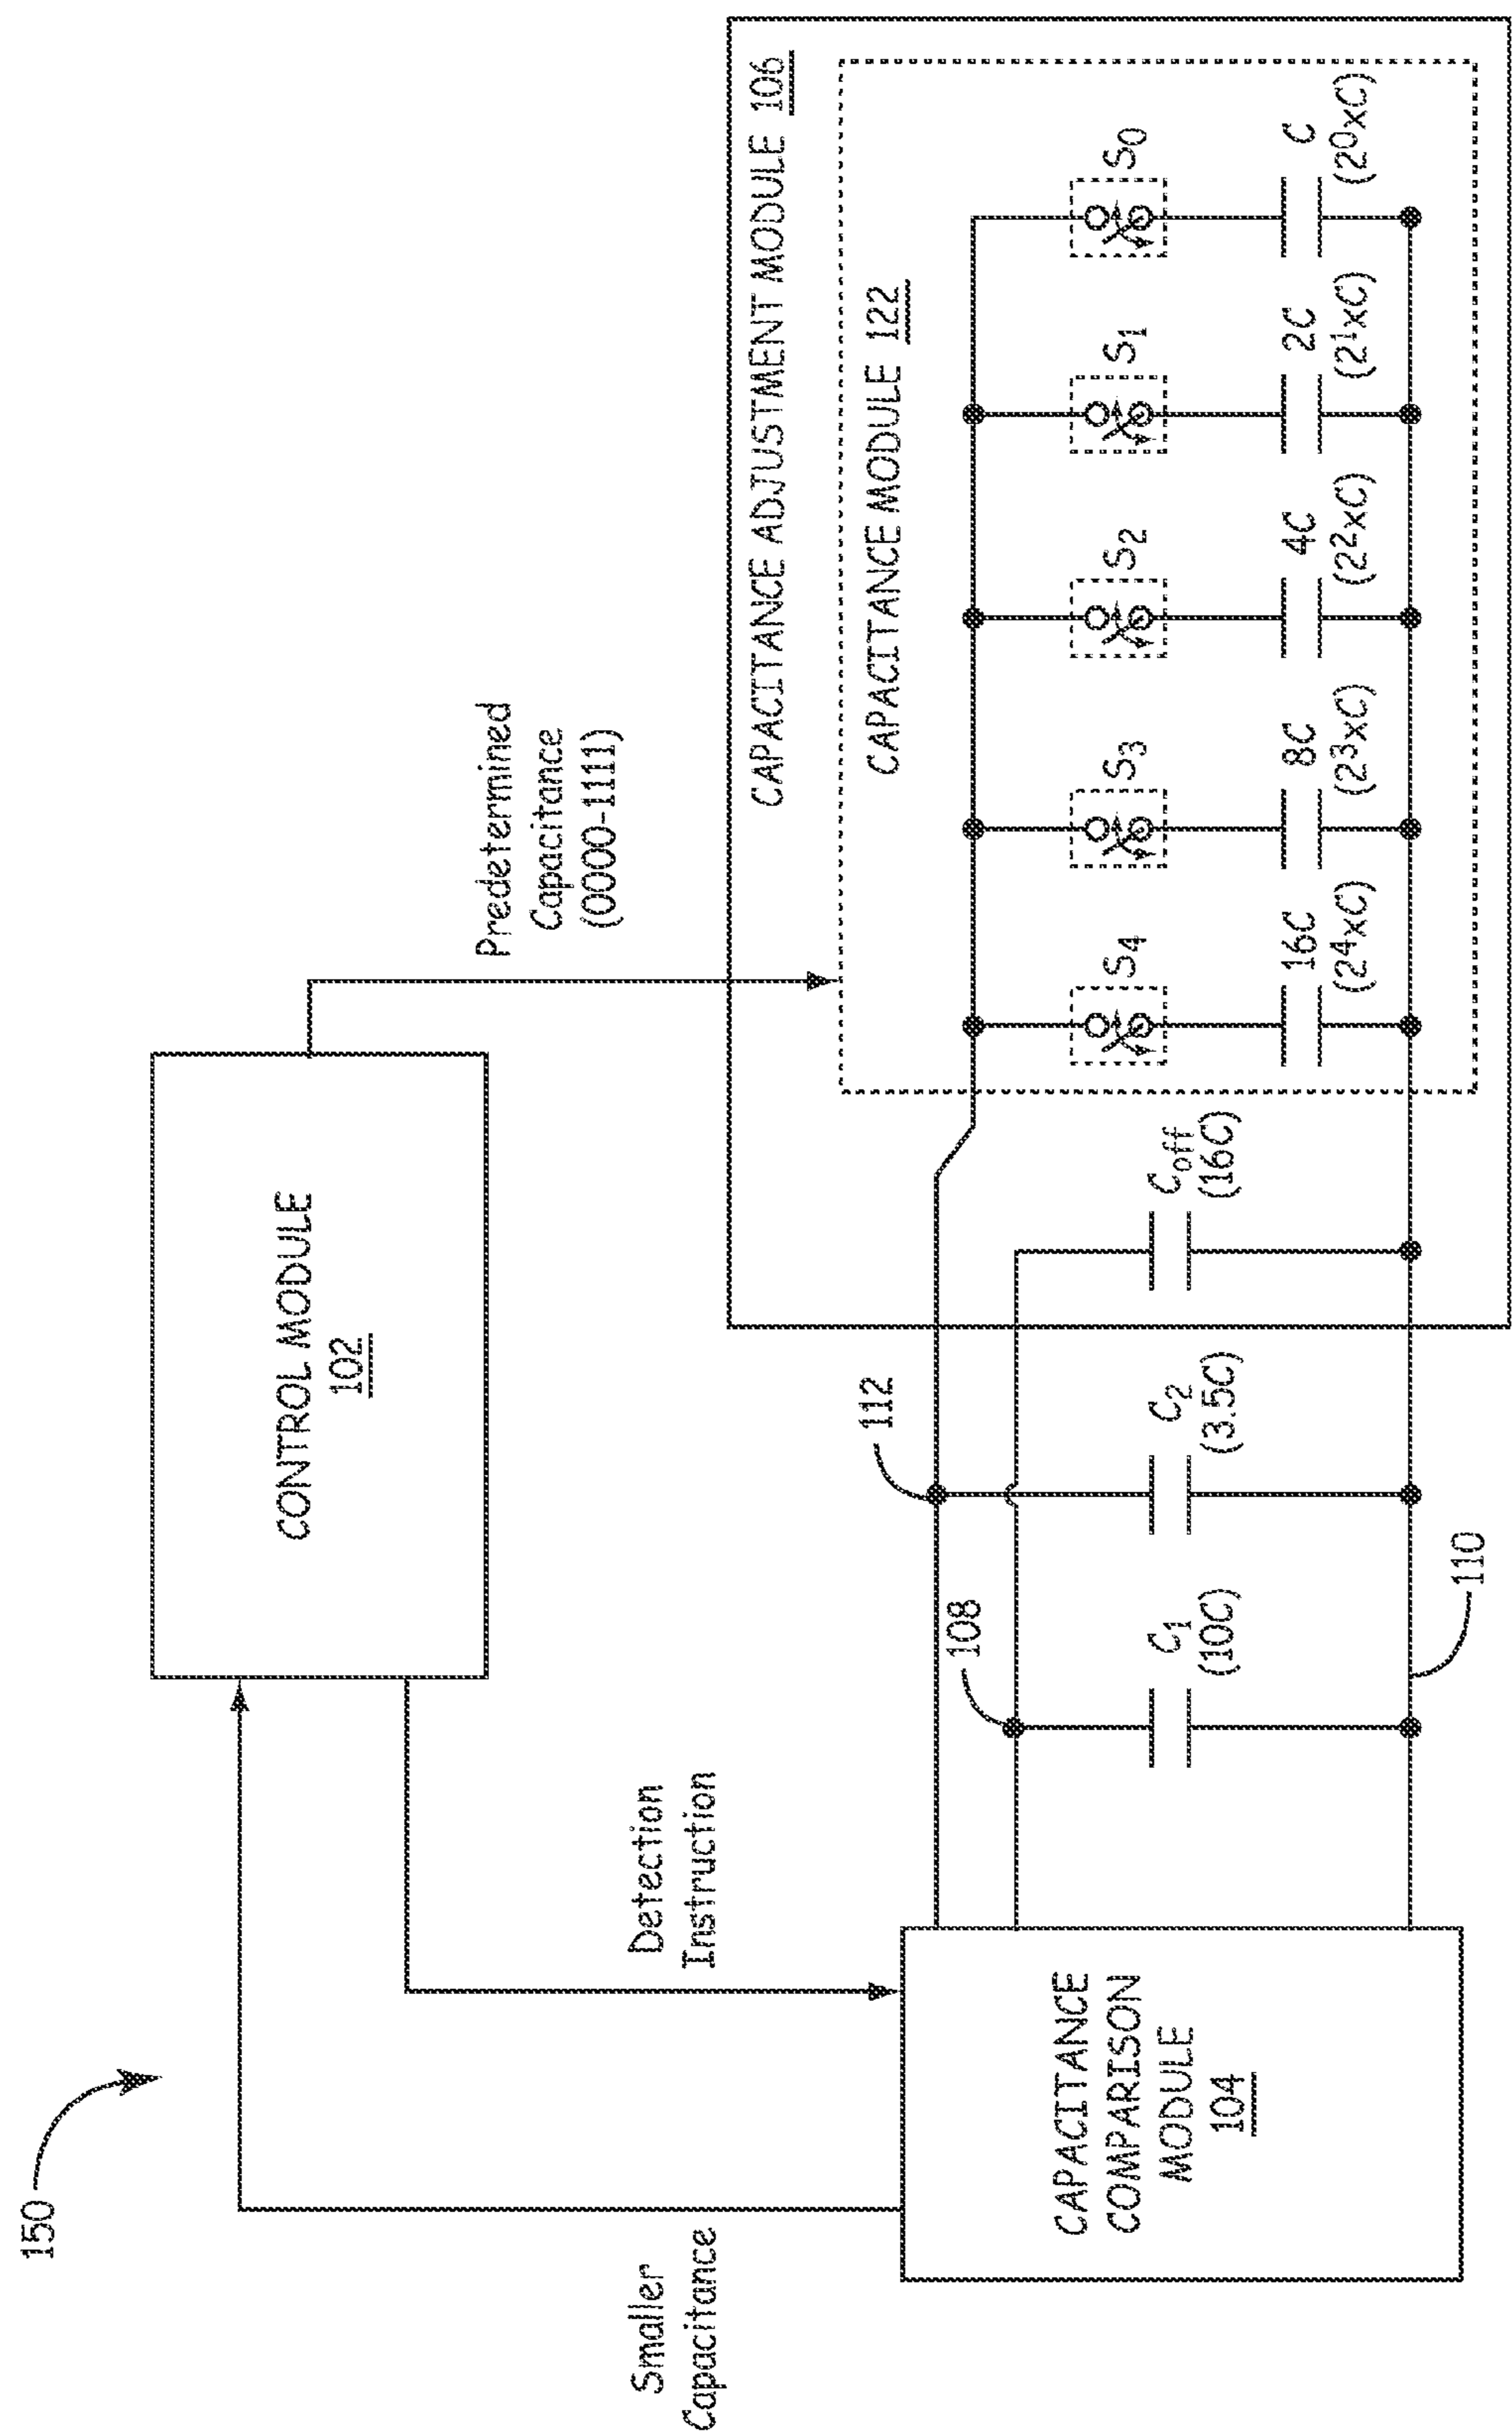 150
CONTROL MODULE
102
Smaller
Capacitance
Detection
Instruction
Predetermined
Capacitance
(0000-1111)
CAPACITANCE
COMPARISON
MODULE
104
108
112
110
C1
(10C)
C2
(3.5C)
CAPACITANCE ADJUSTMENT MODULE 106
Coff
(16C)
CAPACITANCE MODULE 122
S4
S3
S2
S1
S0
16C
(2⁴xC)
8C
(2³xC)
4C
(2²xC)
2C
(2¹xC)
C
(2⁰xC)